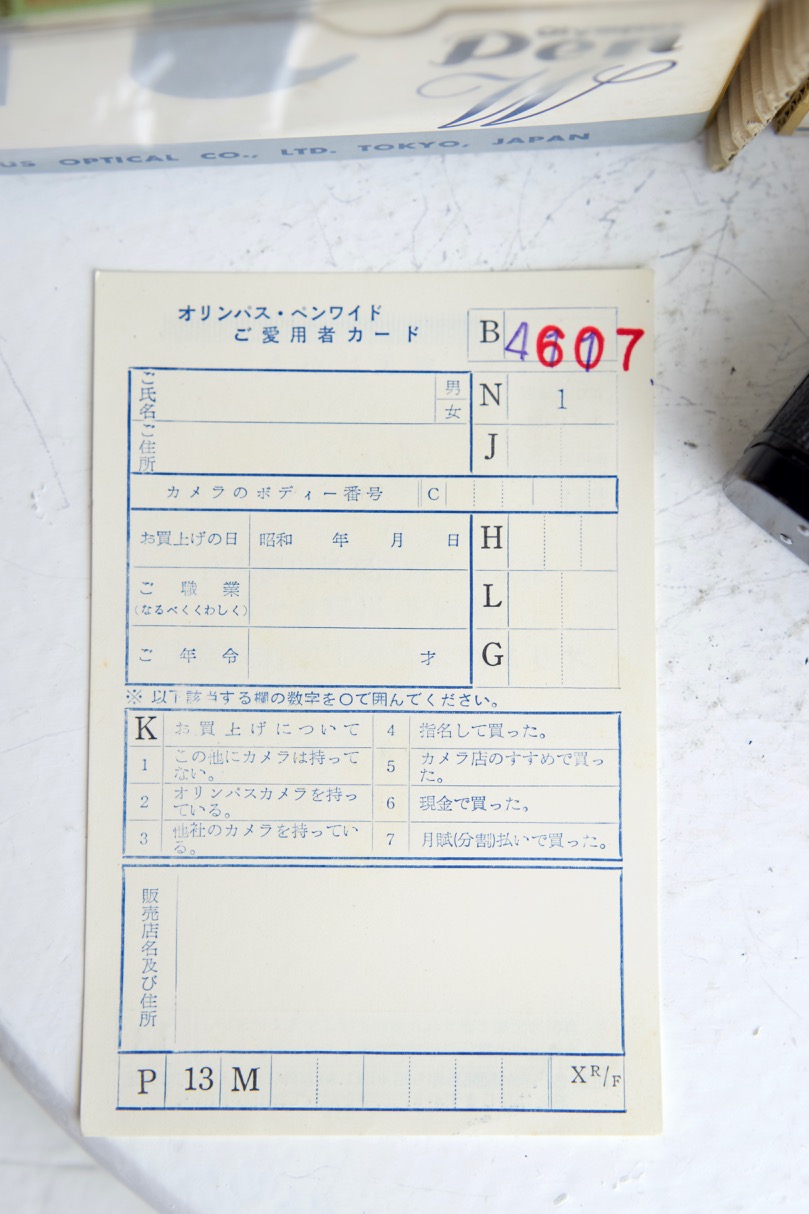 Olympus
Pen
W
US OPTICAL CO., LTD. TOKYO, JAPAN
オリンパス・ペンワイド
ご愛用者カード
B 4607
ご氏名
男
女
N 1
ご住所
J
カメラのボディー番号 C
お買上げの日 昭和 年 月 日 H
ご職業
(なるべくくわしく)
L
ご年令 才 G
※ 以下該当する欄の数字を○で囲んでください。
K お買上げについて
1 この他にカメラは持って
ない。
2 オリンパスカメラを持っ
ている。
3 他社のカメラを持ってい
る。
4 指名して買った。
5 カメラ店のすすめで買っ
た。
6 現金で買った。
7 月賦(分割)払いで買った。
販売店名及び住所
P 13 M XR/F